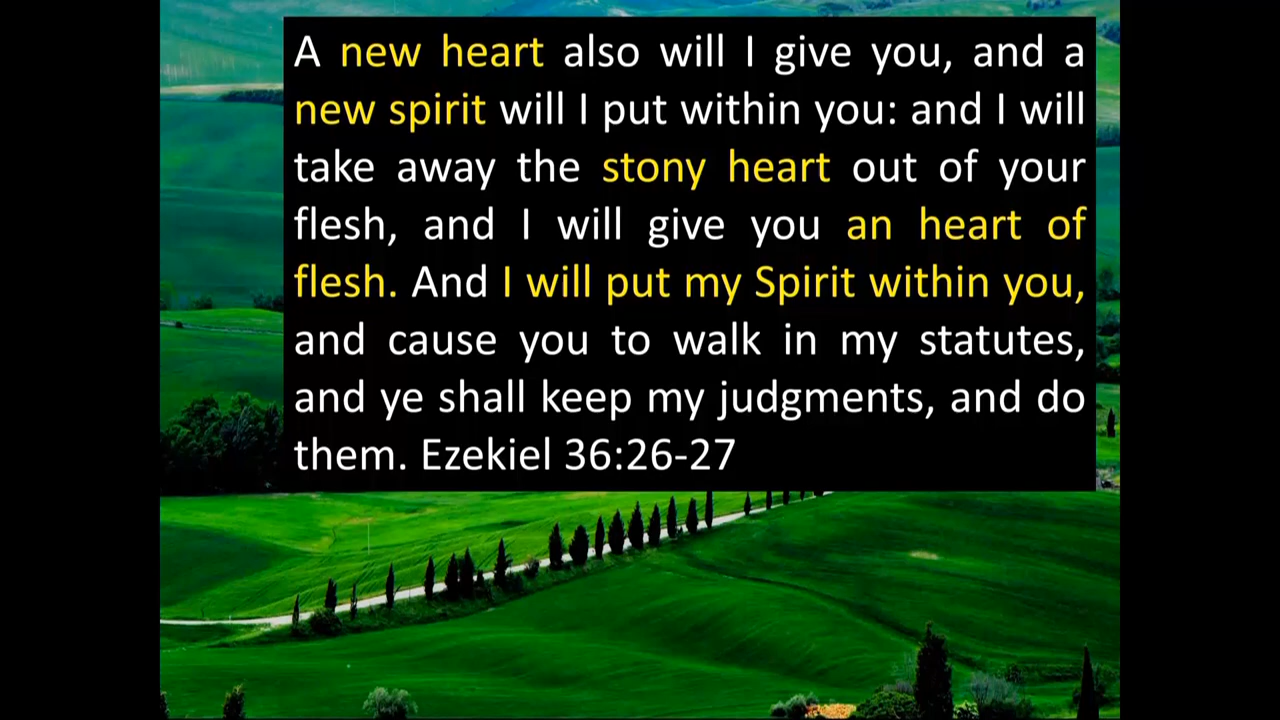 A new heart also will I give you, and a
new spirit will I put within you: and I will
take away the stony heart out of your
flesh, and I will give you an heart of
flesh. And I will put my Spirit within you,
and cause you to walk in my statutes,
and ye shall keep my judgments, and do
them. Ezekiel 36:26-27